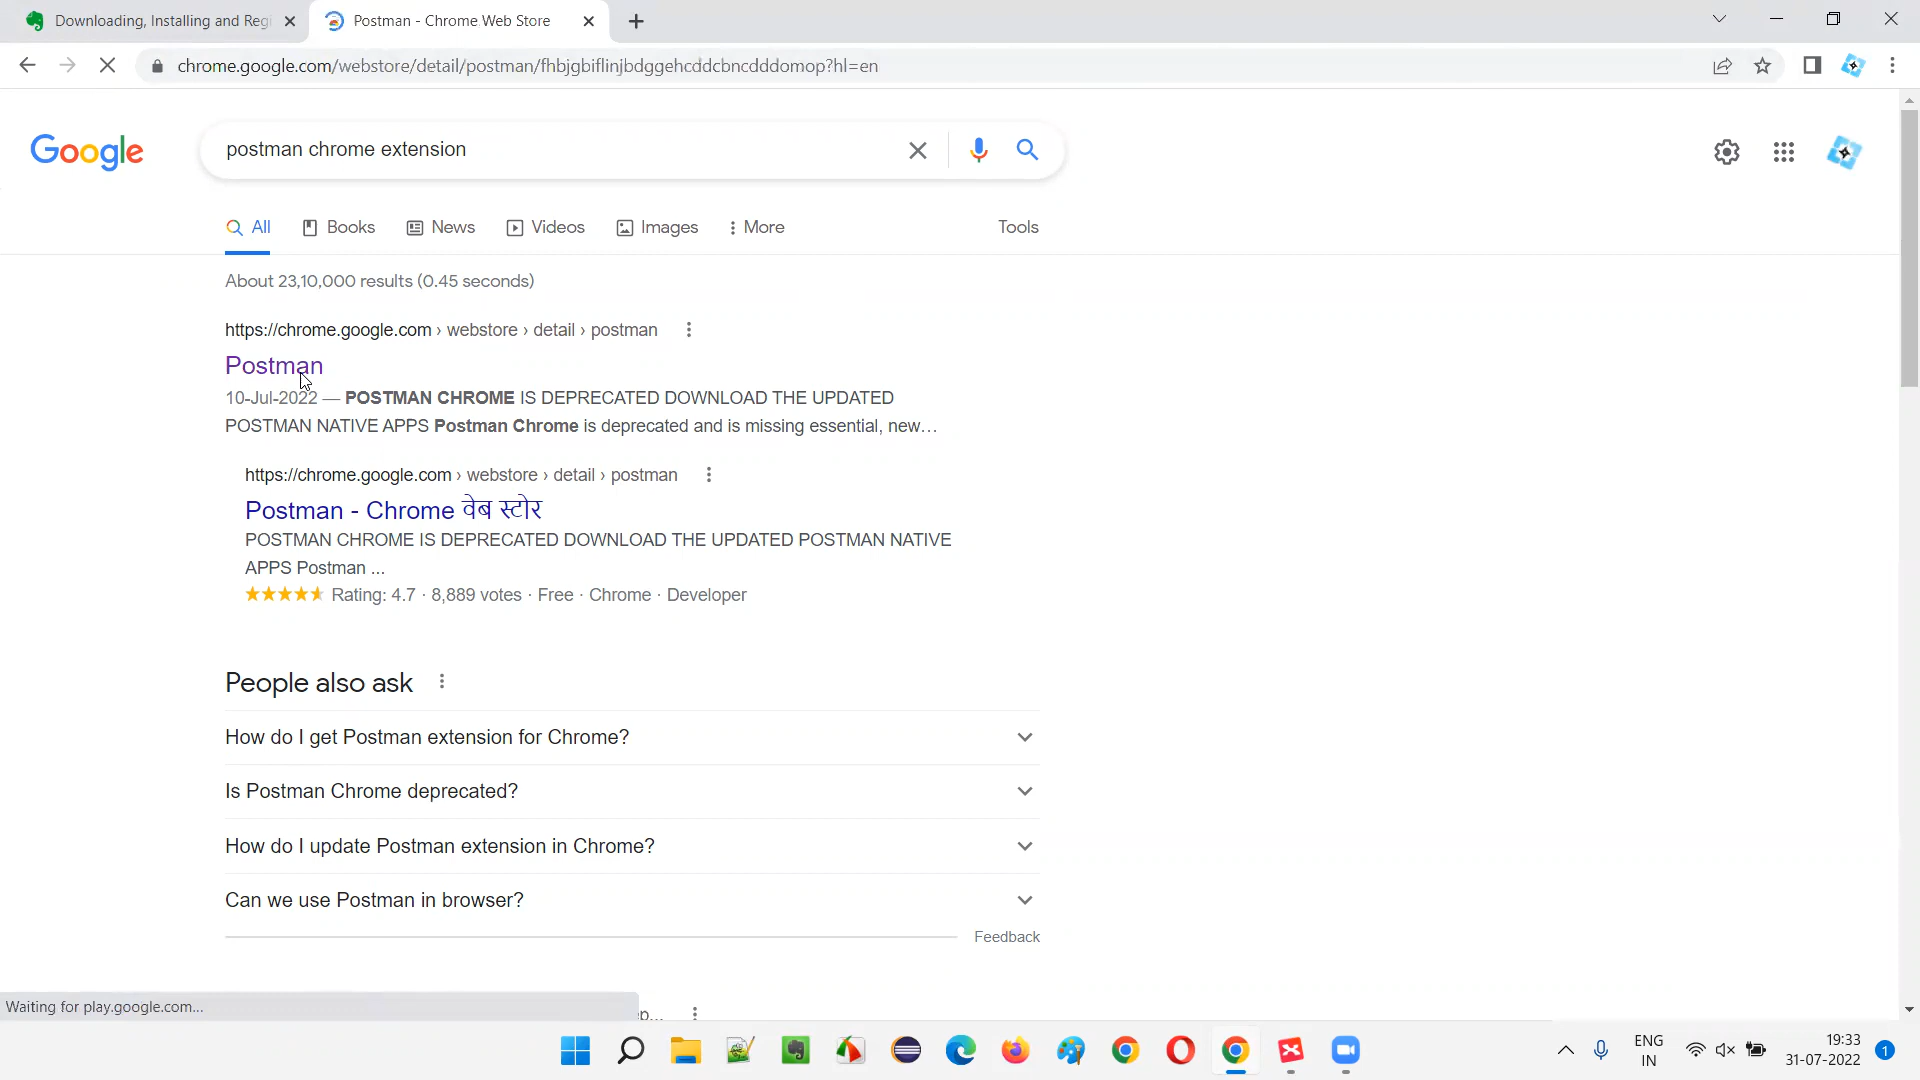 Downloading, Installing and Regi
Postman - Chrome Web Store
chrome.google.com/webstore/detail/postman/fhbjgbiflinjbdggehcddcbncdddomop?hl=en
Google
postman chrome extension
All
Books
News
Videos
Images
More
Tools
About 23,10,000 results (0.45 seconds)
https://chrome.google.com › webstore › detail › postman
Postman
10-Jul-2022 — POSTMAN CHROME IS DEPRECATED DOWNLOAD THE UPDATED
POSTMAN NATIVE APPS Postman Chrome is deprecated and is missing essential, new...
https://chrome.google.com › webstore › detail › postman
Postman - Chrome वेब स्टोर
POSTMAN CHROME IS DEPRECATED DOWNLOAD THE UPDATED POSTMAN NATIVE
APPS Postman ...
Rating: 4.7 · 8,889 votes · Free · Chrome · Developer
People also ask
How do I get Postman extension for Chrome?
Is Postman Chrome deprecated?
How do I update Postman extension in Chrome?
Can we use Postman in browser?
Feedback
Waiting for play.google.com...
ENG
IN
19:33
31-07-2022
1